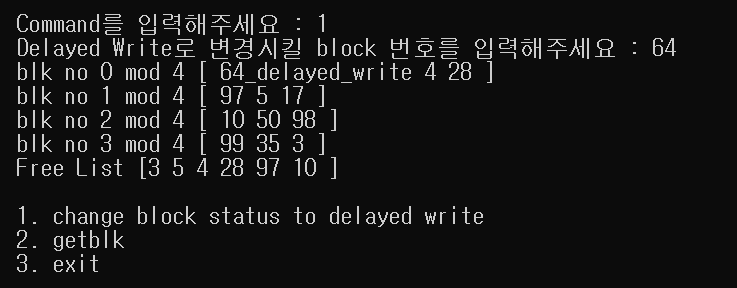 Command를 입력해주세요 : 1
Delayed Write로 변경시킬 block 번호를 입력해주세요 : 64
blk no 0 mod 4 [ 64_delayed_write 4 28 ]
blk no 1 mod 4 [ 97 5 17 ]
blk no 2 mod 4 [ 10 50 98 ]
blk no 3 mod 4 [ 99 35 3 ]
Free List [3 5 4 28 97 10 ]
1. change block status to delayed write
2. getblk
3. exit